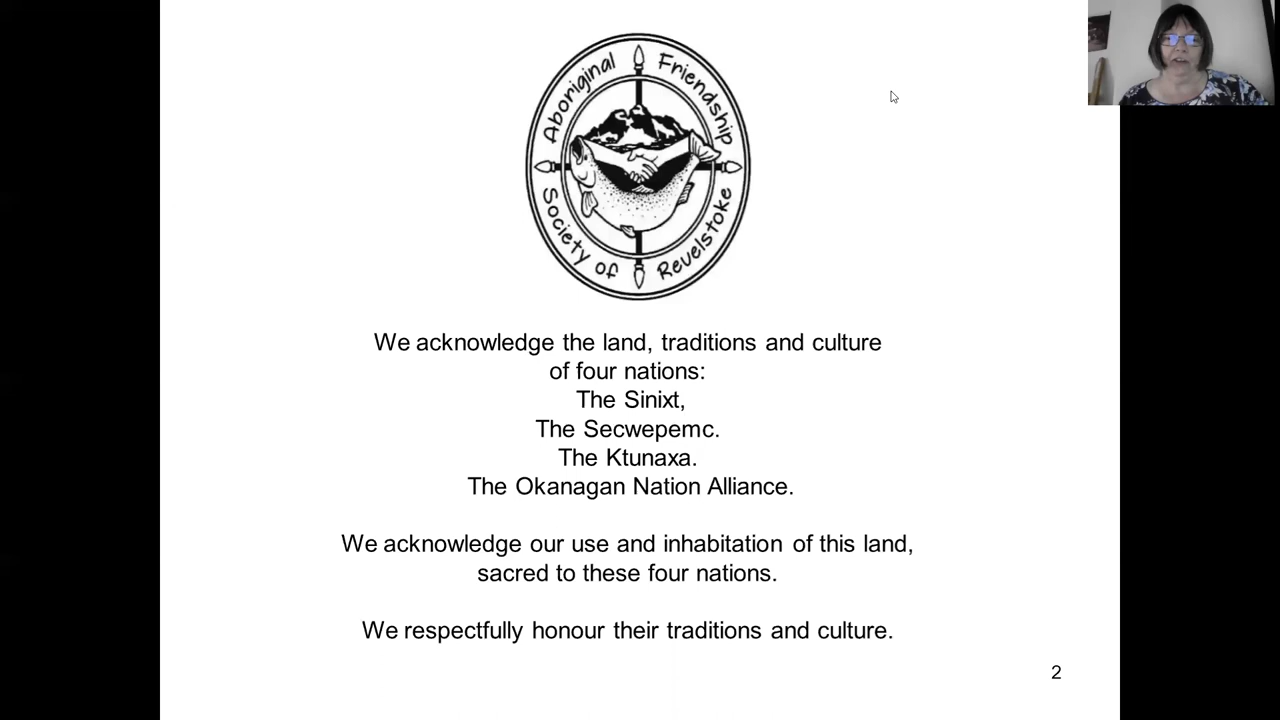 Aboriginal Friendship
Society of Revelstoke
We acknowledge the land, traditions and culture
of four nations:
The Sinixt,
The Secwepemc.
The Ktunaxa.
The Okanagan Nation Alliance.
We acknowledge our use and inhabitation of this land,
sacred to these four nations.
We respectfully honour their traditions and culture.
2